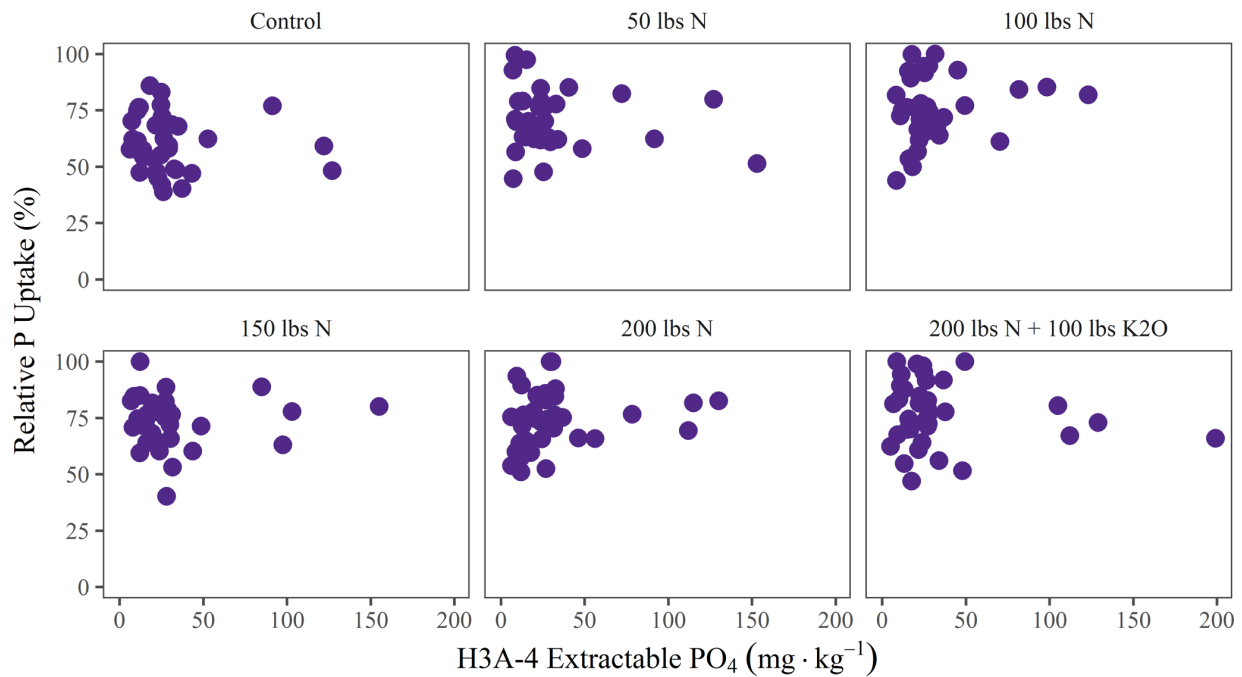 Control 50 lbs N 100 lbs N
100
75
50
25
0
Relative P Uptake (%)
150 lbs N 200 lbs N 200 lbs N + 100 lbs K2O
100
75
50
25
0
0 50 100 150 200 0 50 100 150 200 0 50 100 150 200
H3A-4 Extractable PO₄ (mg · kg⁻¹)